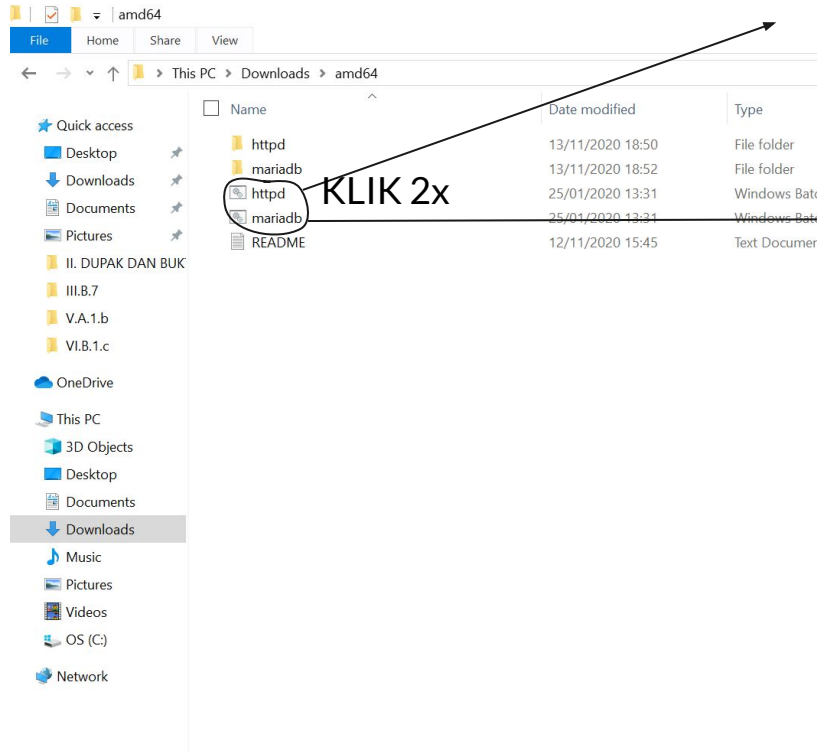 amd64
File Home Share View
This PC > Downloads > amd64
Name Date modified Type
Quick access
Desktop
Downloads
Documents
Pictures
II. DUPAK DAN BUK
III.B.7
V.A.1.b
VI.B.1.c
OneDrive
This PC
3D Objects
Desktop
Documents
Downloads
Music
Pictures
Videos
OS (C:)
Network
httpd 13/11/2020 18:50 File folder
mariadb 13/11/2020 18:52 File folder
httpd 25/01/2020 13:31 Windows Batc
mariadb 25/01/2020 13:31 Windows Batc
README 12/11/2020 15:45 Text Documen
KLIK 2x